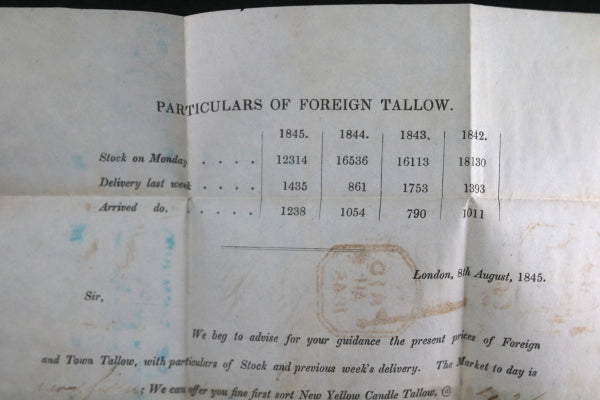 PARTICULARS OF FOREIGN TALLOW.
1845. 1844. 1843. 1842.
Stock on Monday . . . . 12314 16536 16113 18130
Delivery last week . . . . 1435 861 1753 1393
Arrived do. . . . . 1238 1054 790 1011
London, 8th August, 1845.
PAID
Sir,
We beg to advise for your guidance the present prices of Foreign
and Town Tallow, with particulars of Stock and previous week's delivery. The Market to day is
; We can offer you fine first sort New Yellow Candle Tallow, @